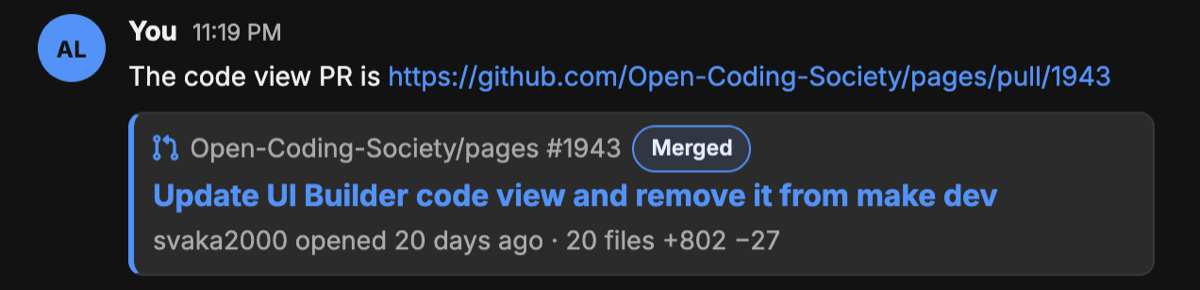 AL
You 11:19 PM
The code view PR is https://github.com/Open-Coding-Society/pages/pull/1943
Open-Coding-Society/pages #1943 Merged
Update UI Builder code view and remove it from make dev
svaka2000 opened 20 days ago · 20 files +802 −27